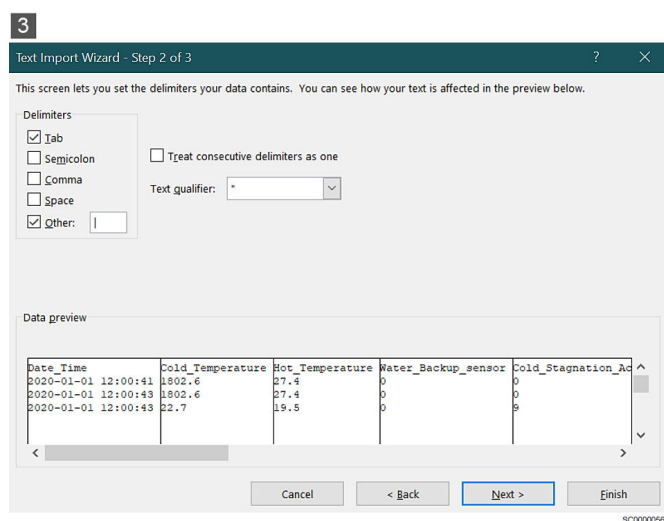 3
Text Import Wizard - Step 2 of 3
This screen lets you set the delimiters your data contains. You can see how your text is affected in the preview below.
Delimiters
Tab
Semicolon
Comma
Space
Other: |
Treat consecutive delimiters as one
Text qualifier: "
Data preview
Date_Time Cold_Temperature Hot_Temperature Water_Backup_sensor Cold_Stagnation_Ac
2020-01-01 12:00:41 1802.6 27.4 0 0
2020-01-01 12:00:43 1802.6 27.4 0 0
2020-01-01 12:00:43 22.7 19.5 0 9
Cancel < Back Next > Finish
SC0000056